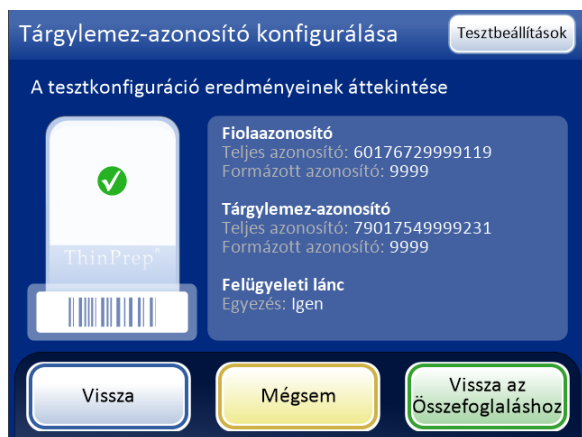 Tárgylemez-azonosító konfigurálása
Tesztbeállítások
A tesztkonfiguráció eredményeinek áttekintése
ThinPrep®
Fiolaazonosító
Teljes azonosító: 60176729999119
Formázott azonosító: 9999
Tárgylemez-azonosító
Teljes azonosító: 79017549999231
Formázott azonosító: 9999
Felügyeleti lánc
Egyezés: Igen
Vissza
Mégsem
Vissza az
Összefoglaláshoz